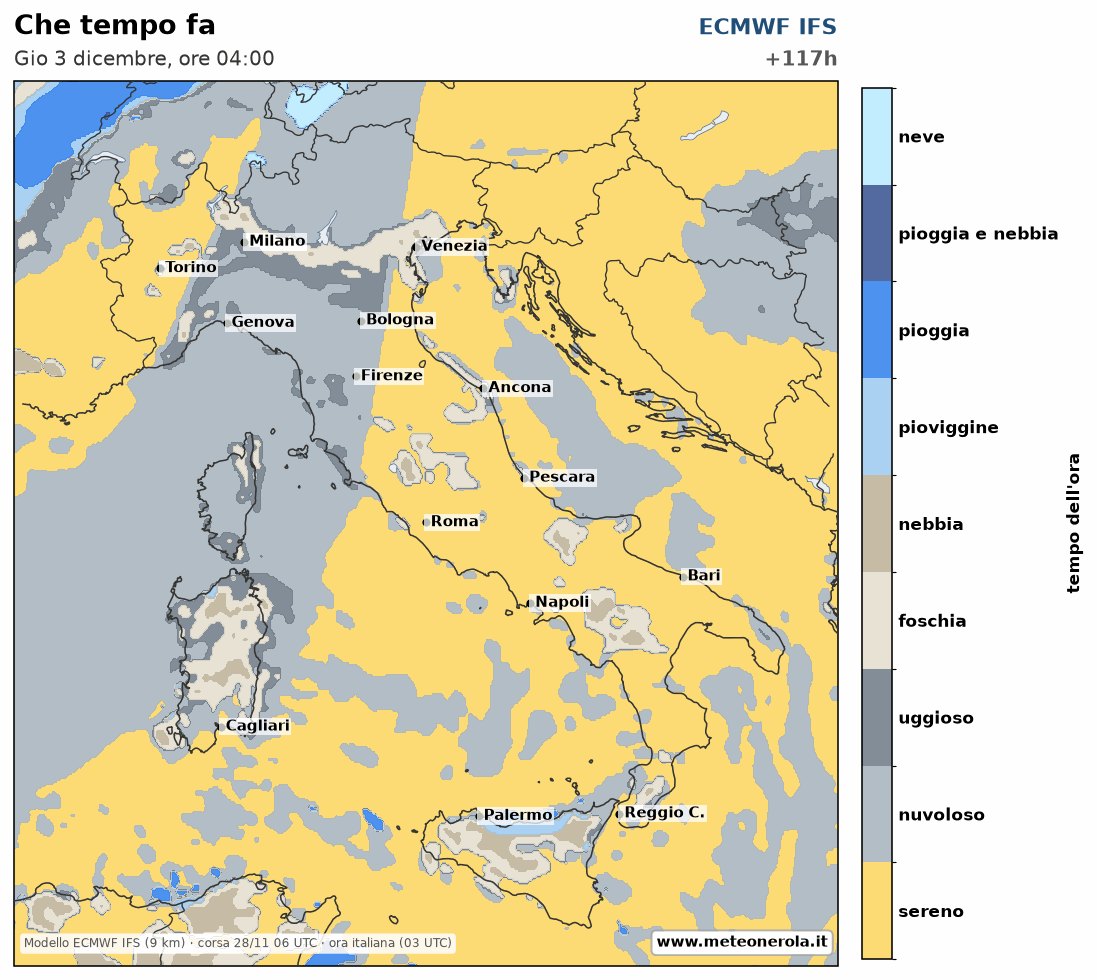 Che tempo fa
ECMWF IFS
Gio 3 dicembre, ore 04:00
+117h
Milano
Venezia
Torino
Genova
Bologna
Firenze
Ancona
Pescara
Roma
Bari
Napoli
Cagliari
Palermo
Reggio C.
neve
pioggia e nebbia
pioggia
pioviggine
nebbia
foschia
uggioso
nuvoloso
sereno
tempo dell'ora
Modello ECMWF IFS (9 km) · corsa 28/11 06 UTC · ora italiana (03 UTC)
www.meteonerola.it